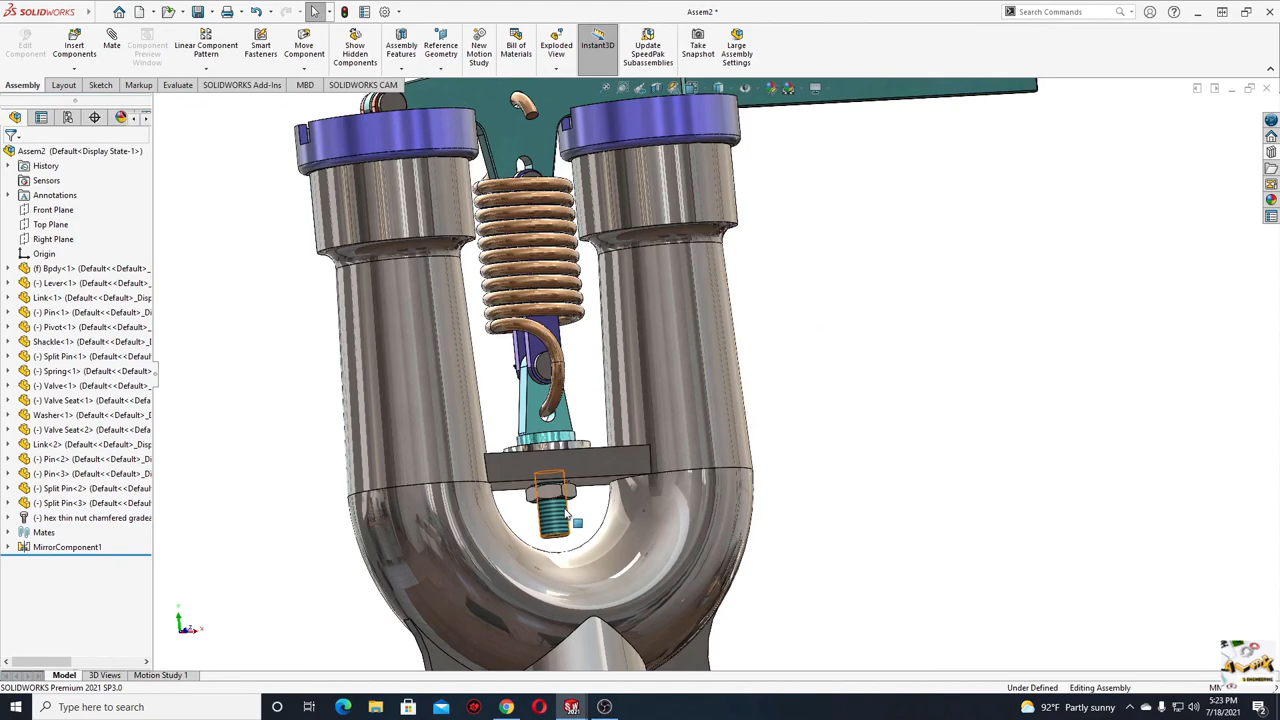 SOLIDWORKS
Assem2 *
Search Commands
Edit Component
Insert Components
Mate
Component Preview Window
Linear Component Pattern
Smart Fasteners
Move Component
Show Hidden Components
Assembly Features
Reference Geometry
New Motion Study
Bill of Materials
Exploded View
Instant3D
Update SpeedPak Subassemblies
Take Snapshot
Large Assembly Settings
Assembly
Layout
Sketch
Markup
Evaluate
SOLIDWORKS Add-Ins
MBD
SOLIDWORKS CAM
Assem2 (Default<Display State-1>)
History
Sensors
Annotations
Front Plane
Top Plane
Right Plane
Origin
(f) Bpdy<1> (Default<<Default>_
(-) Lever<1> (Default<<Default>_
Link<1> (Default<<Default>_Disp
(-) Pin<1> (Default<<Default>_Di
(-) Pivot<1> (Default<<Default>_
Shackle<1> (Default<<Default>_D
(-) Split Pin<1> (Default<<Defaul
(-) Spring<1> (Default<<Default>
(-) Valve<1> (Default<<Default>_
(-) Valve Seat<1> (Default<<Defa
Washer<1> (Default<<Default>_D
(-) Valve Seat<2> (Default<<Defa
Link<2> (Default<<Default>_Disp
(-) Pin<2> (Default<<Default>_Di
(-) Pin<3> (Default<<Default>_Di
(-) Split Pin<2> (Default<<Defaul
(-) Split Pin<3> (Default<<Defaul
(-) hex thin nut chamfered gradea
Mates
MirrorComponent1
Y
Z
X
Model
3D Views
Motion Study 1
SOLIDWORKS Premium 2021 SP3.0
Under Defined
Editing Assembly
Type here to search
92°F Partly sunny
5:23 PM
7/18/2021